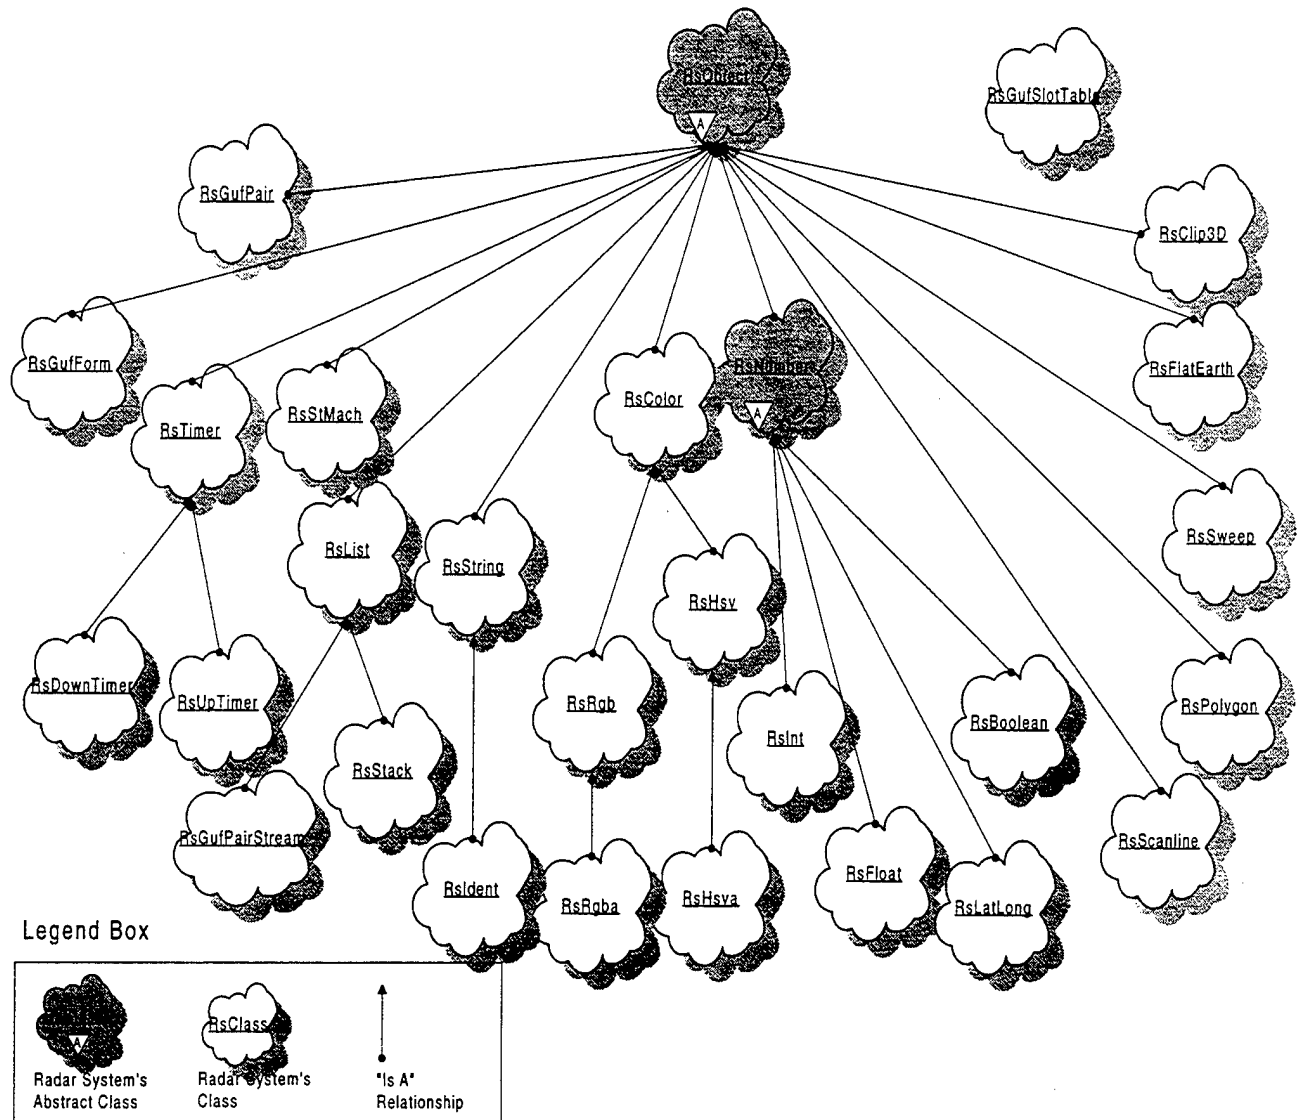 RsObject
A
RsGufSlotTable
RsGufPair
RsClip3D
RsGufForm
RsFlatEarth
RsNumber
A
RsColor
RsStMach
RsTimer
RsSweep
RsList
RsString
RsHsv
RsDownTimer
RsUpTimer
RsRgb
RsPolygon
RsBoolean
RsInt
RsStack
RsGufPairStream
RsScanline
RsIdent
RsRgba
RsHsva
RsFloat
RsLatLong
Legend Box
A
RsClass
Radar System's
Abstract Class
Radar System's
Class
"Is A"
Relationship